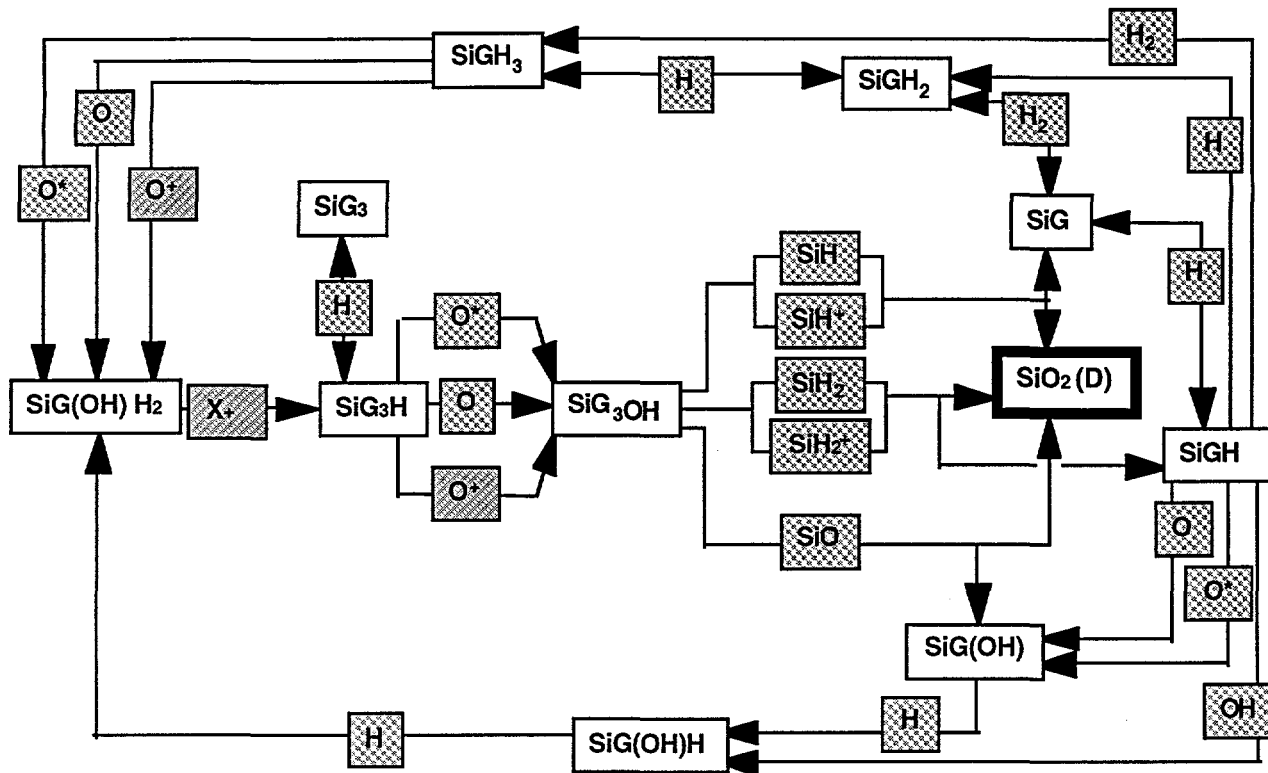 SiGH3
H2
H
SiGH2
H2
O
H
O*
O+
SiG3
SiG
SiH
H
H
O*
SiH+
SiO2 (D)
SiG(OH) H2
X+
SiG3H
O
SiG3OH
SiH2
SiH2+
SiGH
O+
SiO
O
O*
SiG(OH)
H
OH
H
SiG(OH)H